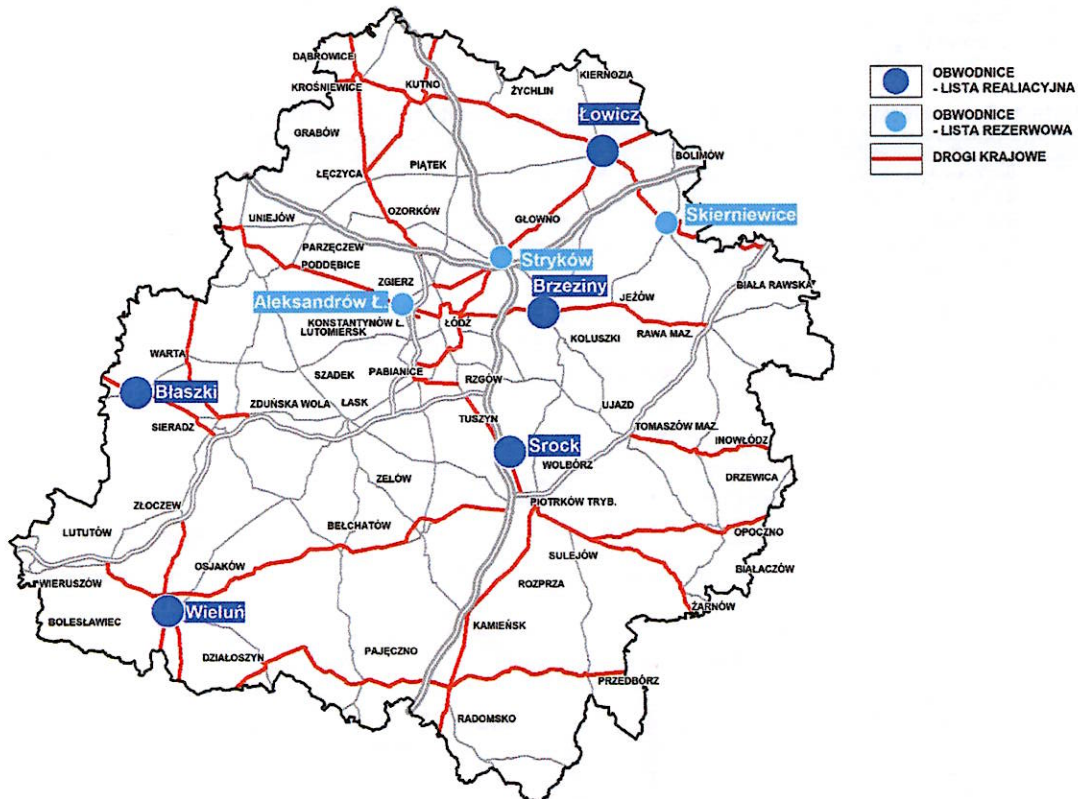 DĄBROWICE
KROŚNIEWICE
KUTNO
ŻYCHLIN
KIERNOZIA
Łowicz
GRABÓW
PIĄTEK
BOLIMÓW
ŁĘCZYCA
UNIEJÓW
OZORKÓW
GŁOWNO
Skierniewice
PARZĘCZEW
PODDĘBICE
Stryków
ZGIERZ
Brzeziny
BIAŁA RAWSKA
Aleksandrów Ł.
JEŻÓW
KONSTANTYNÓW Ł.
ŁÓDŹ
LUTOMIERSK
KOLUSZKI
RAWA MAZ.
WARTA
SZADEK
PABIANICE
RZGÓW
Błaszki
ZDUŃSKA WOLA
ŁASK
UJAZD
SIERADZ
TUSZYN
TOMASZÓW MAZ.
INOWŁÓDZ
Srock
WOLBÓRZ
ZELÓW
DRZEWICA
ZŁOCZEW
PIOTRKÓW TRYB.
LUTUTÓW
BEŁCHATÓW
OPOCZNO
SULEJÓW
OSJAKÓW
BIAŁACZÓW
WIERUSZÓW
ROZPRZA
ŻARNÓW
Wieluń
BOLESŁAWIEC
KAMIEŃSK
DZIAŁOSZYN
PAJĘCZNO
PRZEDBÓRZ
RADOMSKO
OBWODNICE
- LISTA REALIACYJNA
OBWODNICE
- LISTA REZERWOWA
DROGI KRAJOWE